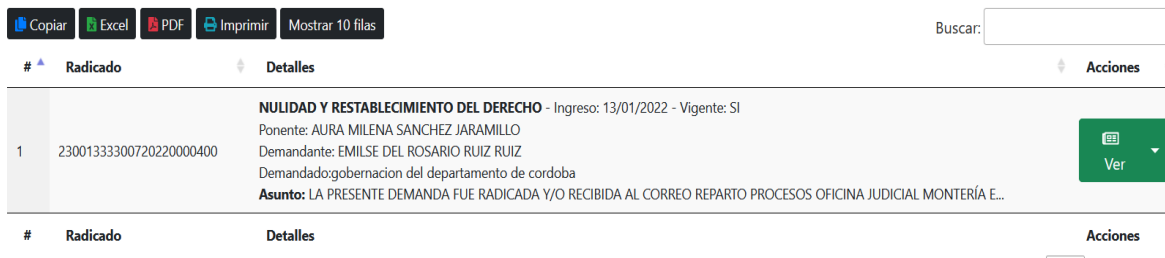 Copiar Excel PDF Imprimir Mostrar 10 filas
Buscar:
# Radicado Detalles Acciones
NULIDAD Y RESTABLECIMIENTO DEL DERECHO - Ingreso: 13/01/2022 - Vigente: SI
Ponente: AURA MILENA SANCHEZ JARAMILLO
1 23001333300720220000400 Demandante: EMILSE DEL ROSARIO RUIZ RUIZ Ver
Demandado:gobernacion del departamento de cordoba
Asunto: LA PRESENTE DEMANDA FUE RADICADA Y/O RECIBIDA AL CORREO REPARTO PROCESOS OFICINA JUDICIAL MONTERÍA E...
# Radicado Detalles Acciones